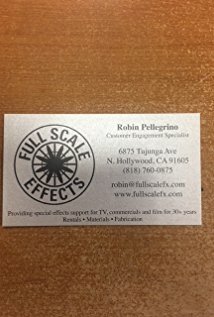 FULL SCALE
EFFECTS
Robin Pellegrino
Customer Engagement Specialist
6875 Tujunga Ave
N. Hollywood, CA 91605
(818) 760-0875
robin@fullscalefx.com
www.fullscalefx.com
Providing special effects support for TV, commercials and film for 30+ years
Rentals • Materials • Fabrication